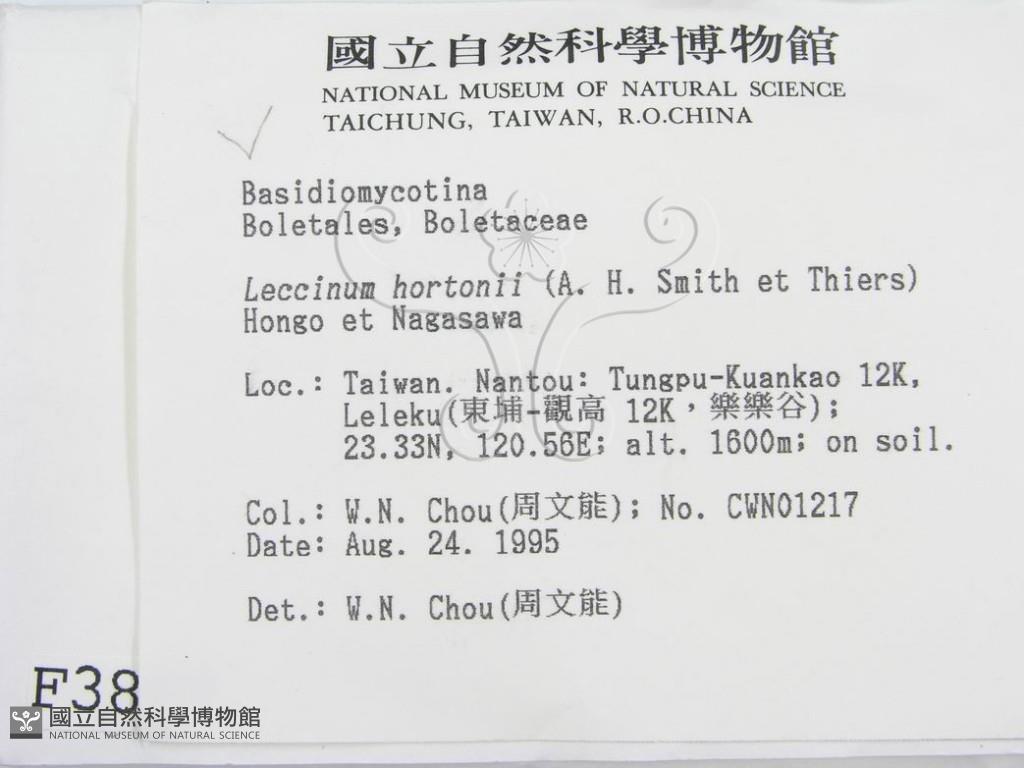 國立自然科學博物館
NATIONAL MUSEUM OF NATURAL SCIENCE
TAICHUNG, TAIWAN, R.O.CHINA
Basidiomycotina
Boletales, Boletaceae
Leccinum hortonii (A. H. Smith et Thiers)
Hongo et Nagasawa
Loc.: Taiwan. Nantou: Tungpu-Kuankao 12K,
Leleku(東埔-觀高 12K，樂樂谷);
23.33N, 120.56E; alt. 1600m; on soil.
Col.: W.N. Chou(周文能); No. CWN01217
Date: Aug. 24. 1995
Det.: W.N. Chou(周文能)
F38
國立自然科學博物館
NATIONAL MUSEUM OF NATURAL SCIENCE